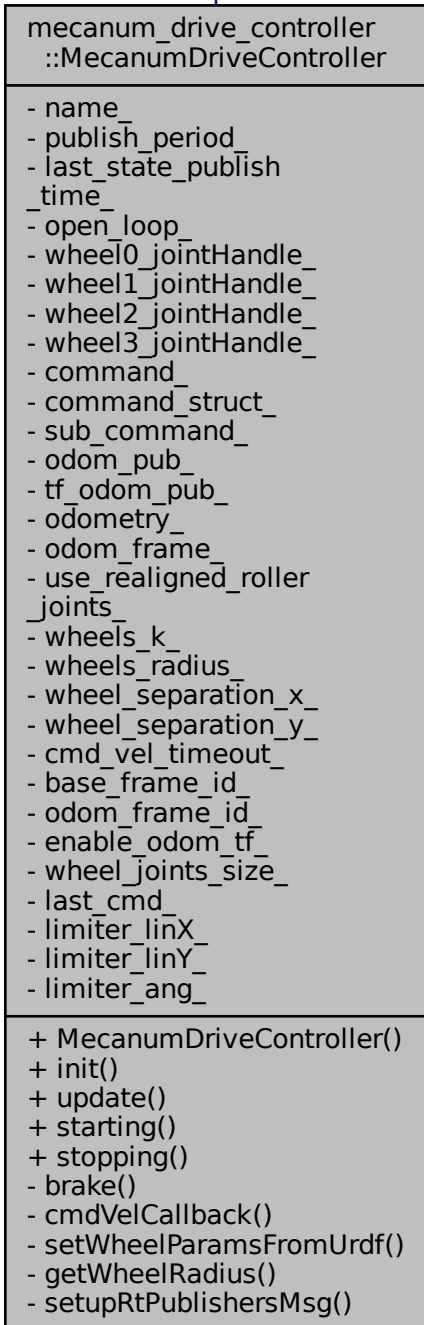 mecanum_drive_controller
::MecanumDriveController
- name_
- publish_period_
- last_state_publish
_time_
- open_loop_
- wheel0_jointHandle_
- wheel1_jointHandle_
- wheel2_jointHandle_
- wheel3_jointHandle_
- command_
- command_struct_
- sub_command_
- odom_pub_
- tf_odom_pub_
- odometry_
- odom_frame_
- use_realigned_roller
_joints_
- wheels_k_
- wheels_radius_
- wheel_separation_x_
- wheel_separation_y_
- cmd_vel_timeout_
- base_frame_id_
- odom_frame_id_
- enable_odom_tf_
- wheel_joints_size_
- last_cmd_
- limiter_linX_
- limiter_linY_
- limiter_ang_
+ MecanumDriveController()
+ init()
+ update()
+ starting()
+ stopping()
- brake()
- cmdVelCallback()
- setWheelParamsFromUrdf()
- getWheelRadius()
- setupRtPublishersMsg()